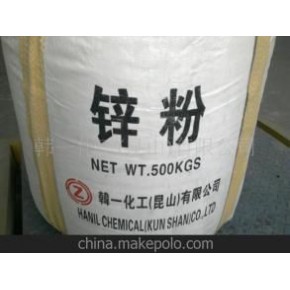 锌粉
NET WT.500KGS
Z
韓一化工(昆山)有限公司
HANIL CHEMICAL(KUN SHAN)CO.,LTD
china.makepolo.com